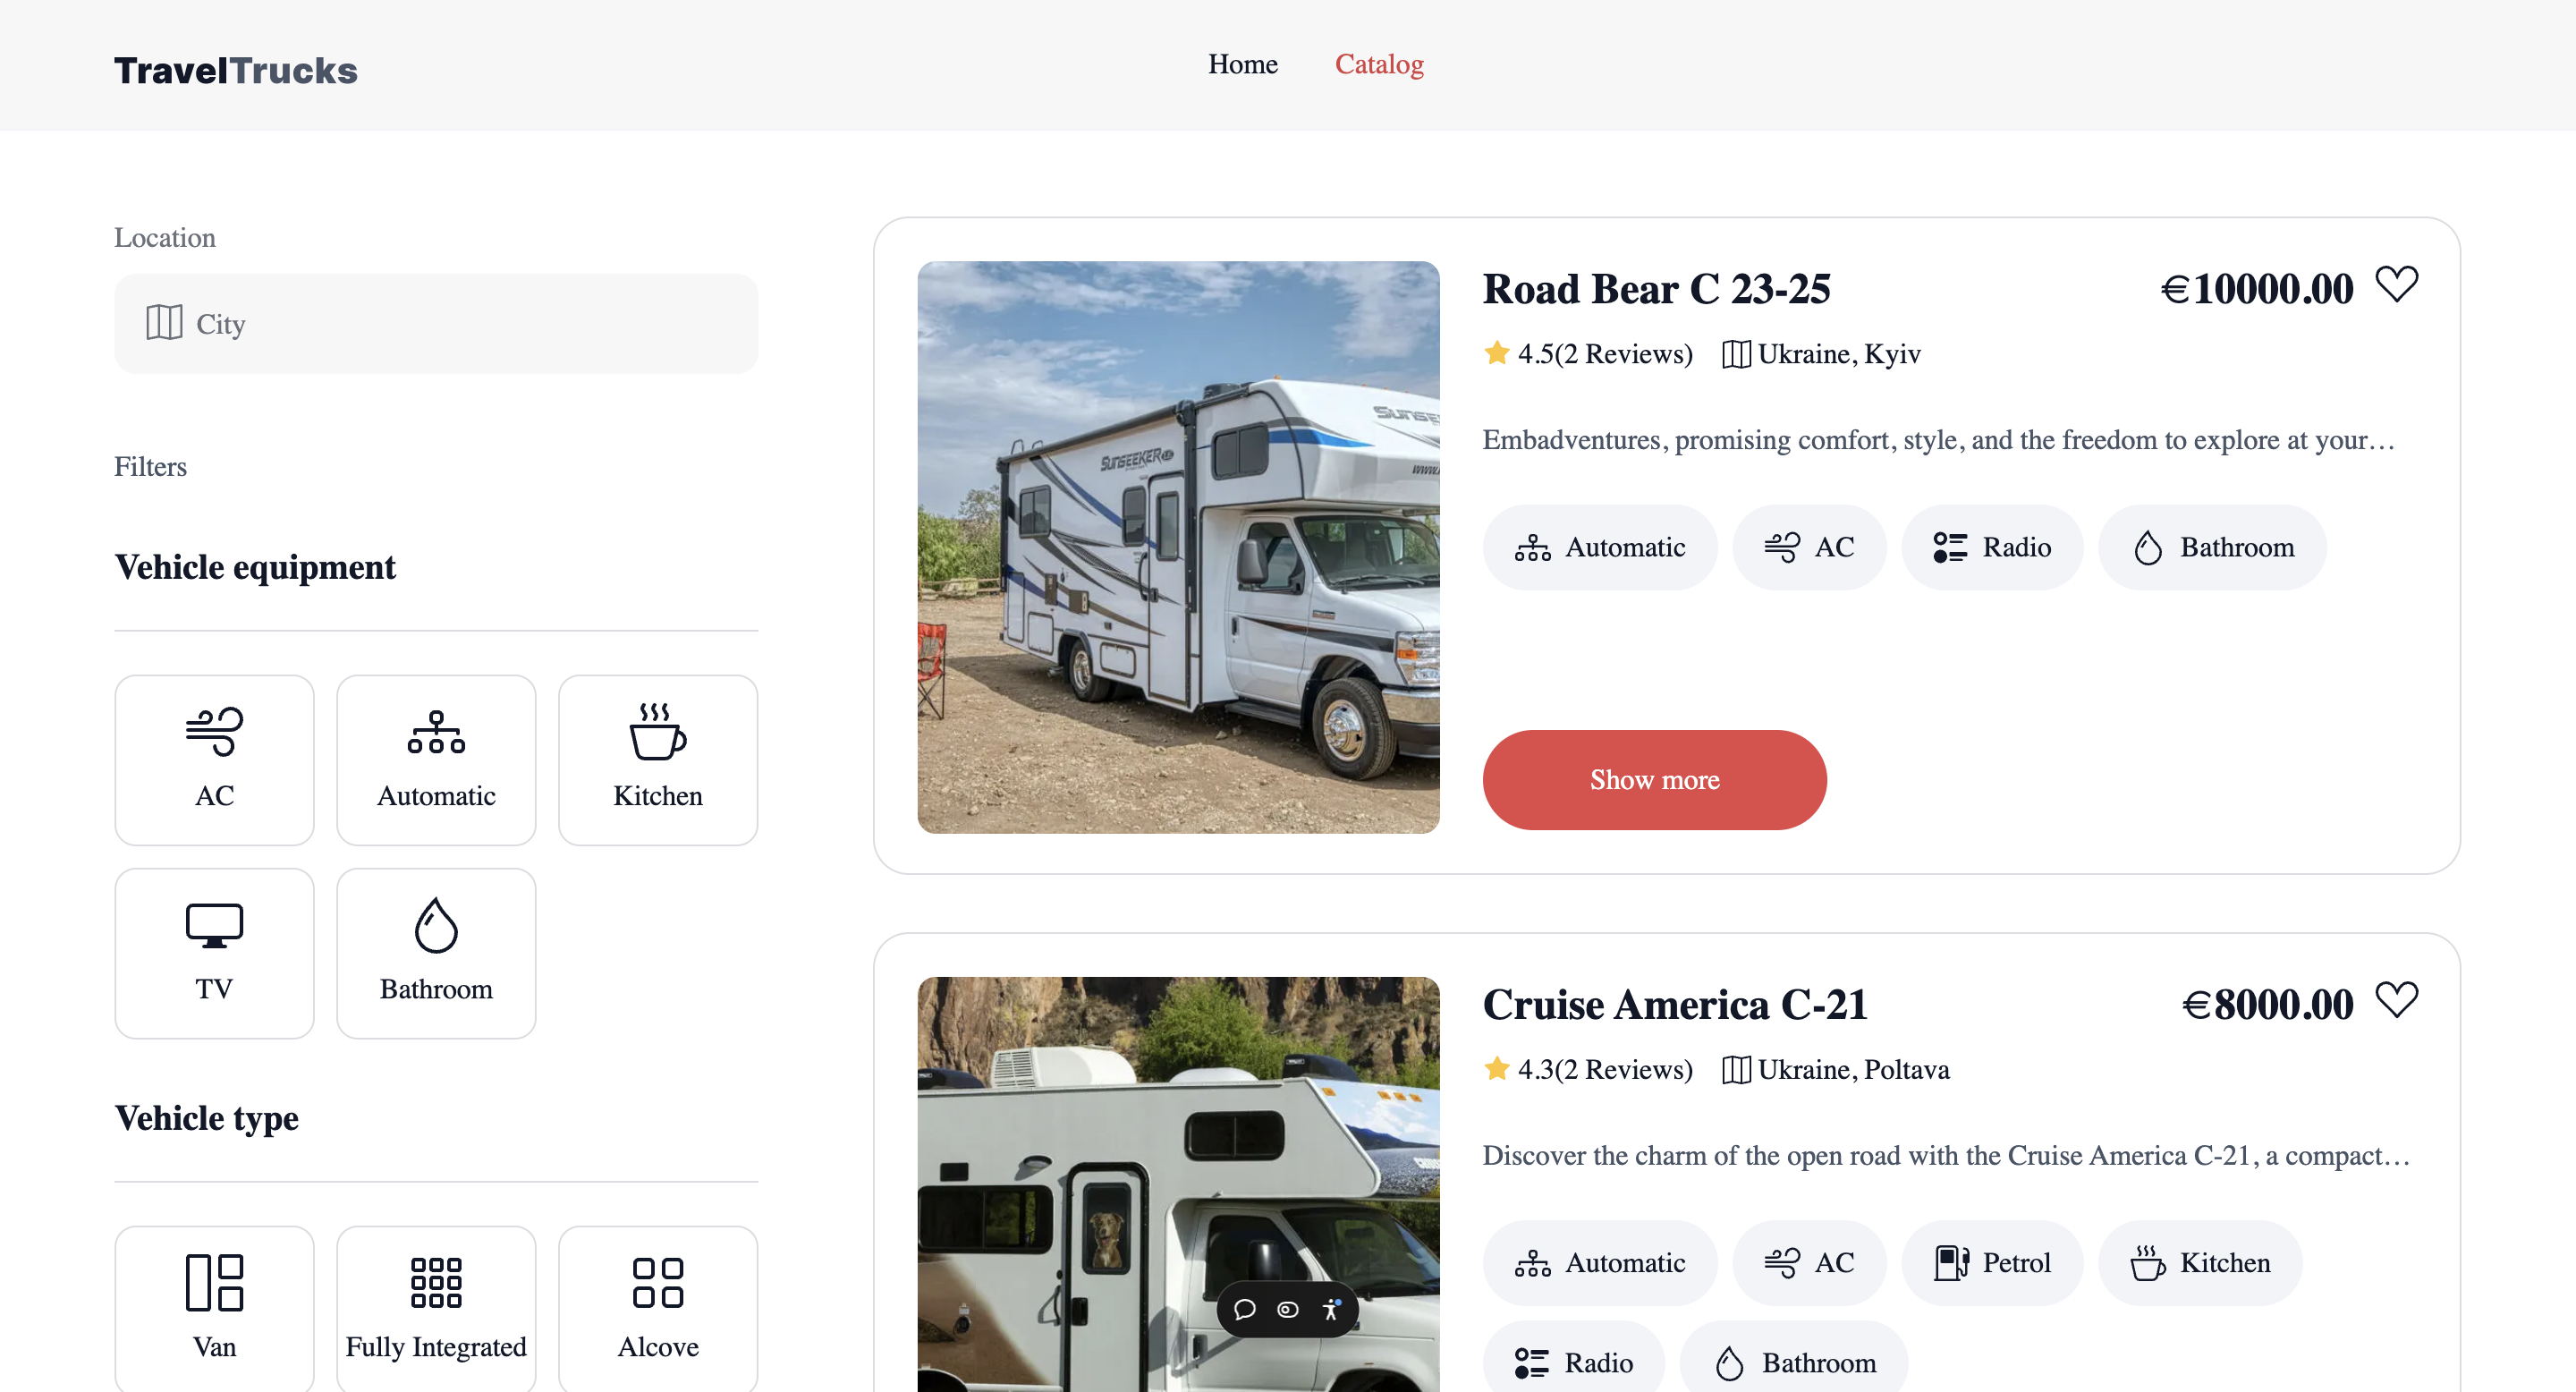 TravelTrucks
Home Catalog
Location
City
Filters
Vehicle equipment
AC Automatic Kitchen
TV Bathroom
Vehicle type
Van Fully Integrated Alcove
Road Bear C 23-25 €10000.00
4.5(2 Reviews) Ukraine, Kyiv
Embadventures, promising comfort, style, and the freedom to explore at your…
Automatic AC Radio Bathroom
Show more
SUNSEEKER
Cruise America C-21 €8000.00
4.3(2 Reviews) Ukraine, Poltava
Discover the charm of the open road with the Cruise America C-21, a compact…
Automatic AC Petrol Kitchen
Radio Bathroom